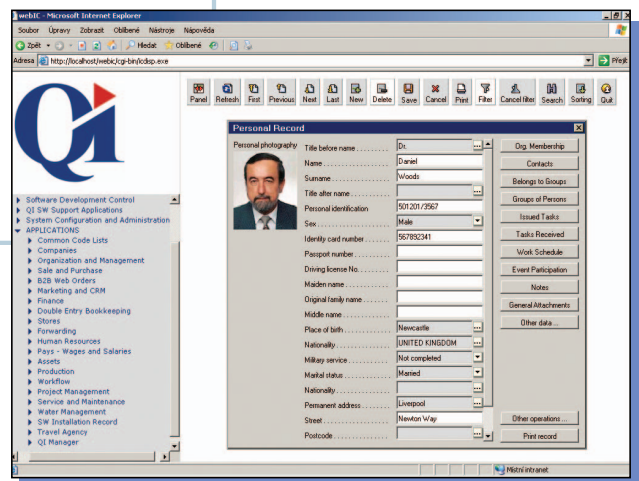 webIC - Microsoft Internet Explorer
Soubor Úpravy Zobrazit Oblíbené Nástroje Nápověda
Zpět Hledat Oblíbené
Adresa http://localhost/webic/cgi-bin/icdisp.exe Přejít
Panel Refresh First Previous Next Last New Delete Save Cancel Print Filter Cancel filter Search Sorting Quit
QI
Software Development Control
QI SW Support Applications
System Configuration and Administration
APPLICATIONS
Common Code Lists
Companies
Organization and Management
Sale and Purchase
B2B Web Orders
Marketing and CRM
Finance
Double Entry Bookkeeping
Stores
Forwarding
Human Resources
Pays - Wages and Salaries
Assets
Production
Workflow
Project Management
Service and Maintenance
Water Management
SW Installation Record
Travel Agency
QI Manager
Personal Record
Personal photography
Title before name . . . . . . . . . Dr. ...
Name . . . . . . . . . . . . . . . . Daniel
Surname . . . . . . . . . . . . . . Woods
Title after name . . . . . . . . . . ...
Personal identification 501201/3567
Sex . . . . . . . . . . . . . . . . . Male
Identity card number . . . . . . . 567892341
Passport number . . . . . . . . .
Driving license No. . . . . . . . .
Maiden name . . . . . . . . . . .
Original family name . . . . . . .
Middle name . . . . . . . . . . .
Place of birth . . . . . . . . . . . Newcastle ...
Nationality . . . . . . . . . . . . . UNITED KINGDOM ...
Military service . . . . . . . . . . Not completed
Marital status . . . . . . . . . . . Married
Nationality . . . . . . . . . . . . . ...
Permanent address . . . . . . . . Liverpool ...
Street . . . . . . . . . . . . . . . Newton Way
Postcode . . . . . . . . . . . . . . ...
Org. Membership
Contacts
Belongs to Groups
Groups of Persons
Issued Tasks
Tasks Received
Work Schedule
Event Participation
Notes
General Attachments
Other data ...
Other operations ...
Print record
Místní intranet